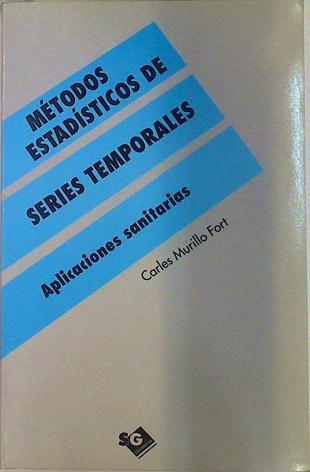 MÉTODOS
ESTADÍSTICOS DE
SERIES TEMPORALES
Aplicaciones sanitarias
Carles Murillo Fort
SG